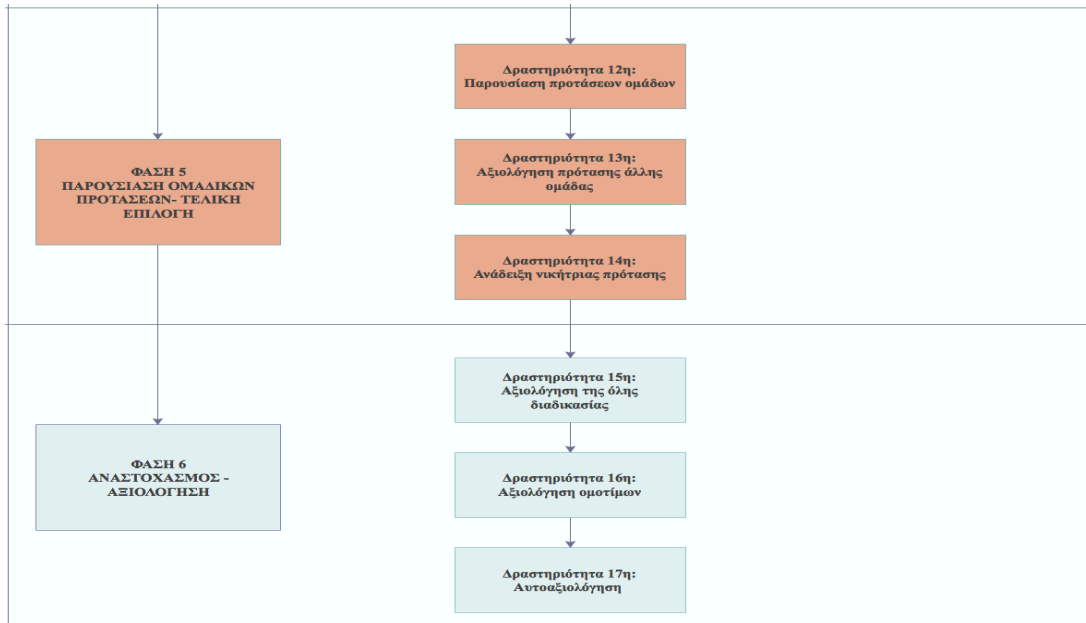 Δραστηριότητα 12η:
Παρουσίαση προτάσεων ομάδων
ΦΑΣΗ 5
ΠΑΡΟΥΣΙΑΣΗ ΟΜΑΔΙΚΩΝ
ΠΡΟΤΑΣΕΩΝ- ΤΕΛΙΚΗ
ΕΠΙΛΟΓΗ
Δραστηριότητα 13η:
Αξιολόγηση πρότασης άλλης
ομάδας
Δραστηριότητα 14η:
Ανάδειξη νικήτριας πρότασης
Δραστηριότητα 15η:
Αξιολόγηση της όλης
διαδικασίας
ΦΑΣΗ 6
ΑΝΑΣΤΟΧΑΣΜΟΣ -
ΑΞΙΟΛΟΓΗΣΗ
Δραστηριότητα 16η:
Αξιολόγηση ομοτίμων
Δραστηριότητα 17η:
Αυτοαξιολόγηση